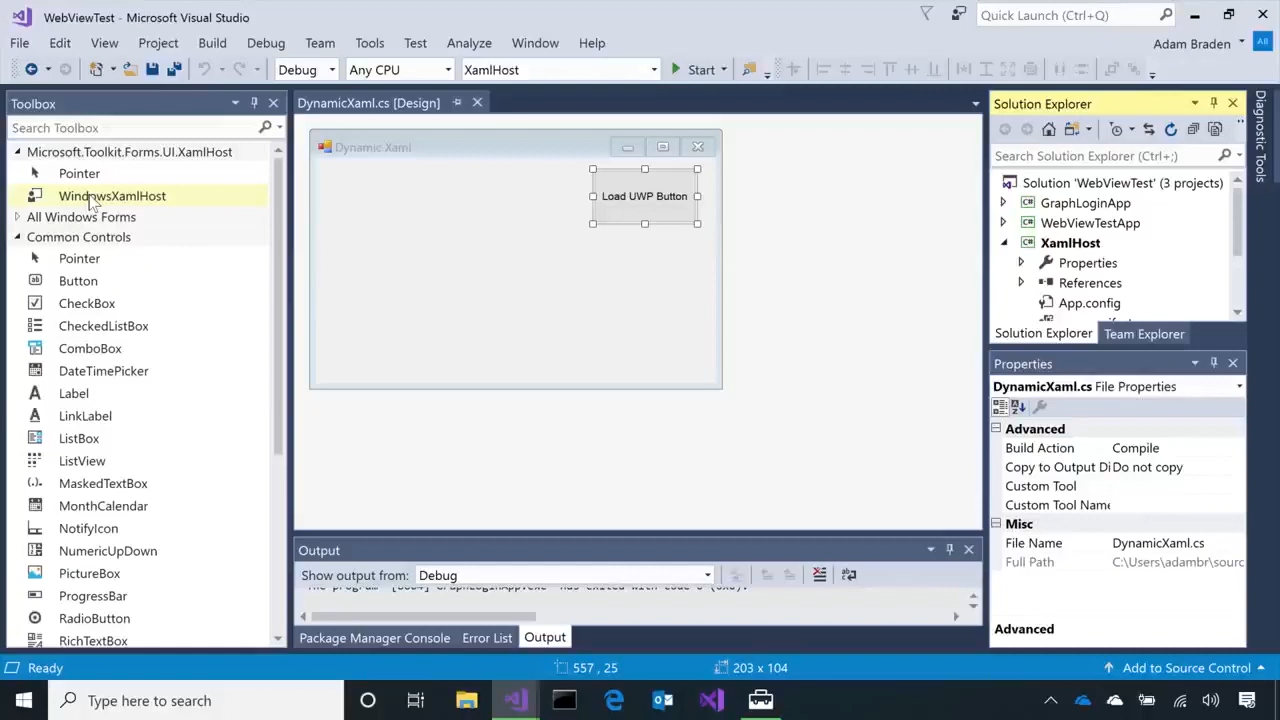 WebViewTest - Microsoft Visual Studio
Quick Launch (Ctrl+Q)
File Edit View Project Build Debug Team Tools Test Analyze Window Help
Adam Braden
AB
Debug Any CPU XamlHost Start
Toolbox
Search Toolbox
Microsoft.Toolkit.Forms.UI.XamlHost
Pointer
WindowsXamlHost
All Windows Forms
Common Controls
Pointer
Button
CheckBox
CheckedListBox
ComboBox
DateTimePicker
Label
LinkLabel
ListBox
ListView
MaskedTextBox
MonthCalendar
NotifyIcon
NumericUpDown
PictureBox
ProgressBar
RadioButton
RichTextBox
DynamicXaml.cs [Design]
Dynamic Xaml
Load UWP Button
Output
Show output from: Debug
Package Manager Console Error List Output
Solution Explorer
Search Solution Explorer (Ctrl+;)
Solution 'WebViewTest' (3 projects)
GraphLoginApp
WebViewTestApp
XamlHost
Properties
References
App.config
Solution Explorer Team Explorer
Properties
DynamicXaml.cs File Properties
Advanced
Build Action Compile
Copy to Output Di Do not copy
Custom Tool
Custom Tool Name
Misc
File Name DynamicXaml.cs
Full Path C:\Users\adambr\sourc
Advanced
Diagnostic Tools
Ready 557 , 25 203 x 104 Add to Source Control
Type here to search